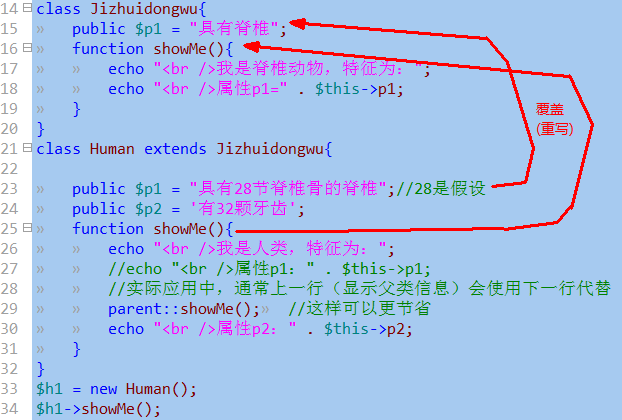 14 class Jizhuidongwu{
15 » public $p1 = "具有脊椎";
16 » function showMe(){
17 » » echo "<br />我是脊椎动物，特征为：";
18 » » echo "<br />属性p1=" . $this->p1;
19 » }
20 }
21 class Human extends Jizhuidongwu{
22
23 » public $p1 = "具有28节脊椎骨的脊椎";//28是假设
24 » public $p2 = '有32颗牙齿';
25 » function showMe(){
26 » » echo "<br />我是人类，特征为：";
27 » » //echo "<br />属性p1：" . $this->p1;
28 » » //实际应用中，通常上一行（显示父类信息）会使用下一行代替
29 » » parent::showMe();» //这样可以更节省
30 » » echo "<br />属性p2：" . $this->p2;
31 » }
32 }
33 $h1 = new Human();
34 $h1->showMe();
覆盖
(重写)